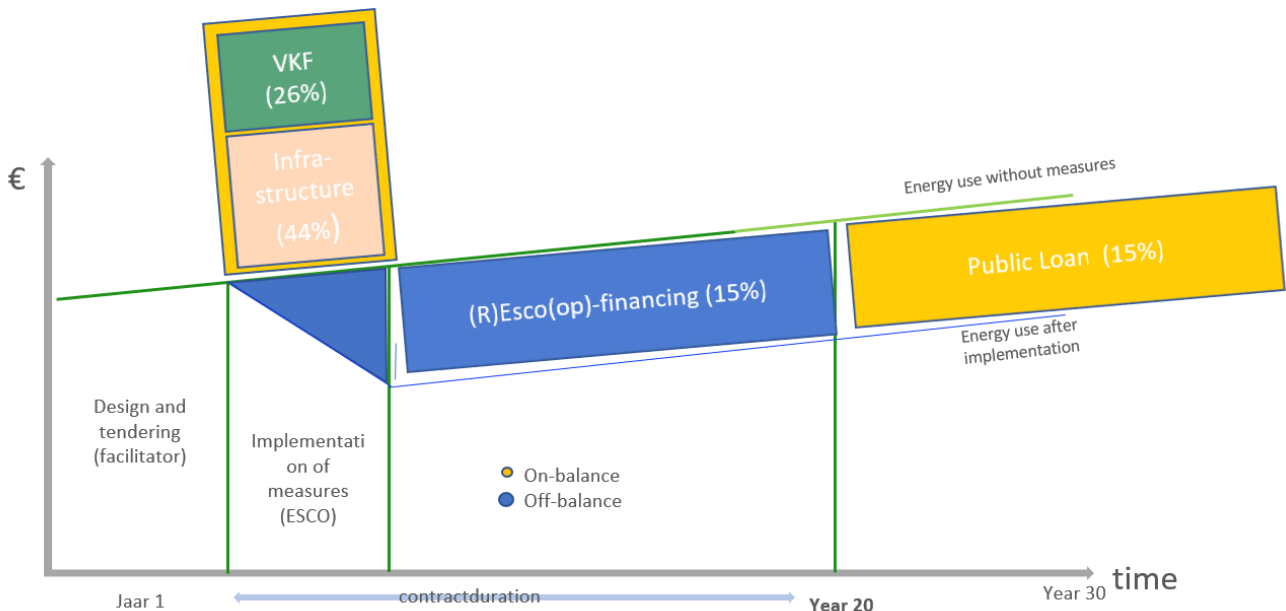 VKF
(26%)
Infra-
structure
(44%)
€
Energy use without measures
Public Loan (15%)
(R)Esco(op)-financing (15%)
Energy use after
implementation
Design and
tendering
(facilitator)
Implementati
on of
measures
(ESCO)
On-balance
Off-balance
time
Jaar 1
contractduration
Year 20
Year 30